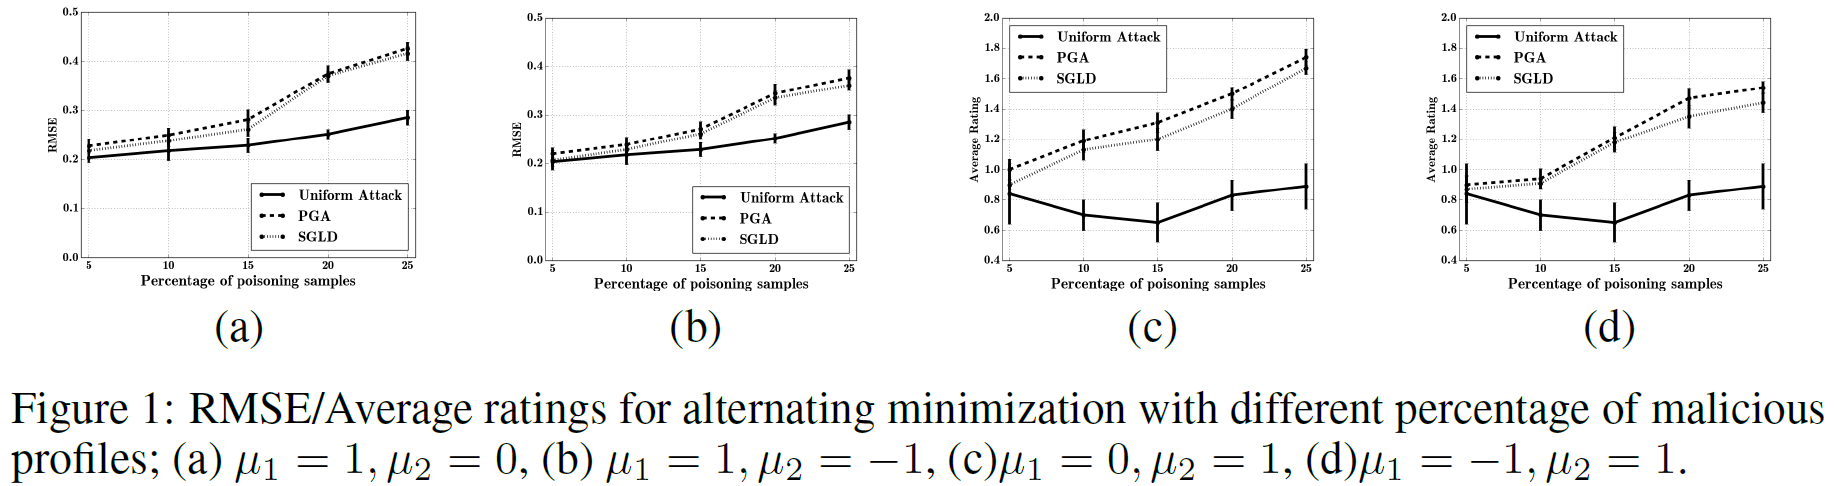 0.5
0.4
0.3
0.2
0.1
0.0
RMSE
5 10 15 20 25
Percentage of poisoning samples
Uniform Attack
PGA
SGLD
(a)
0.5
0.4
0.3
0.2
0.1
0.0
RMSE
5 10 15 20 25
Percentage of poisoning samples
Uniform Attack
PGA
SGLD
(b)
2.0
1.8
1.6
1.4
1.2
1.0
0.8
0.6
0.4
Average Rating
Uniform Attack
PGA
SGLD
5 10 15 20 25
Percentage of poisoning samples
(c)
2.0
1.8
1.6
1.4
1.2
1.0
0.8
0.6
0.4
Average Rating
Uniform Attack
PGA
SGLD
5 10 15 20 25
Percentage of poisoning samples
(d)
Figure 1: RMSE/Average ratings for alternating minimization with different percentage of malicious
profiles; (a) μ₁ = 1, μ₂ = 0, (b) μ₁ = 1, μ₂ = −1, (c)μ₁ = 0, μ₂ = 1, (d)μ₁ = −1, μ₂ = 1.